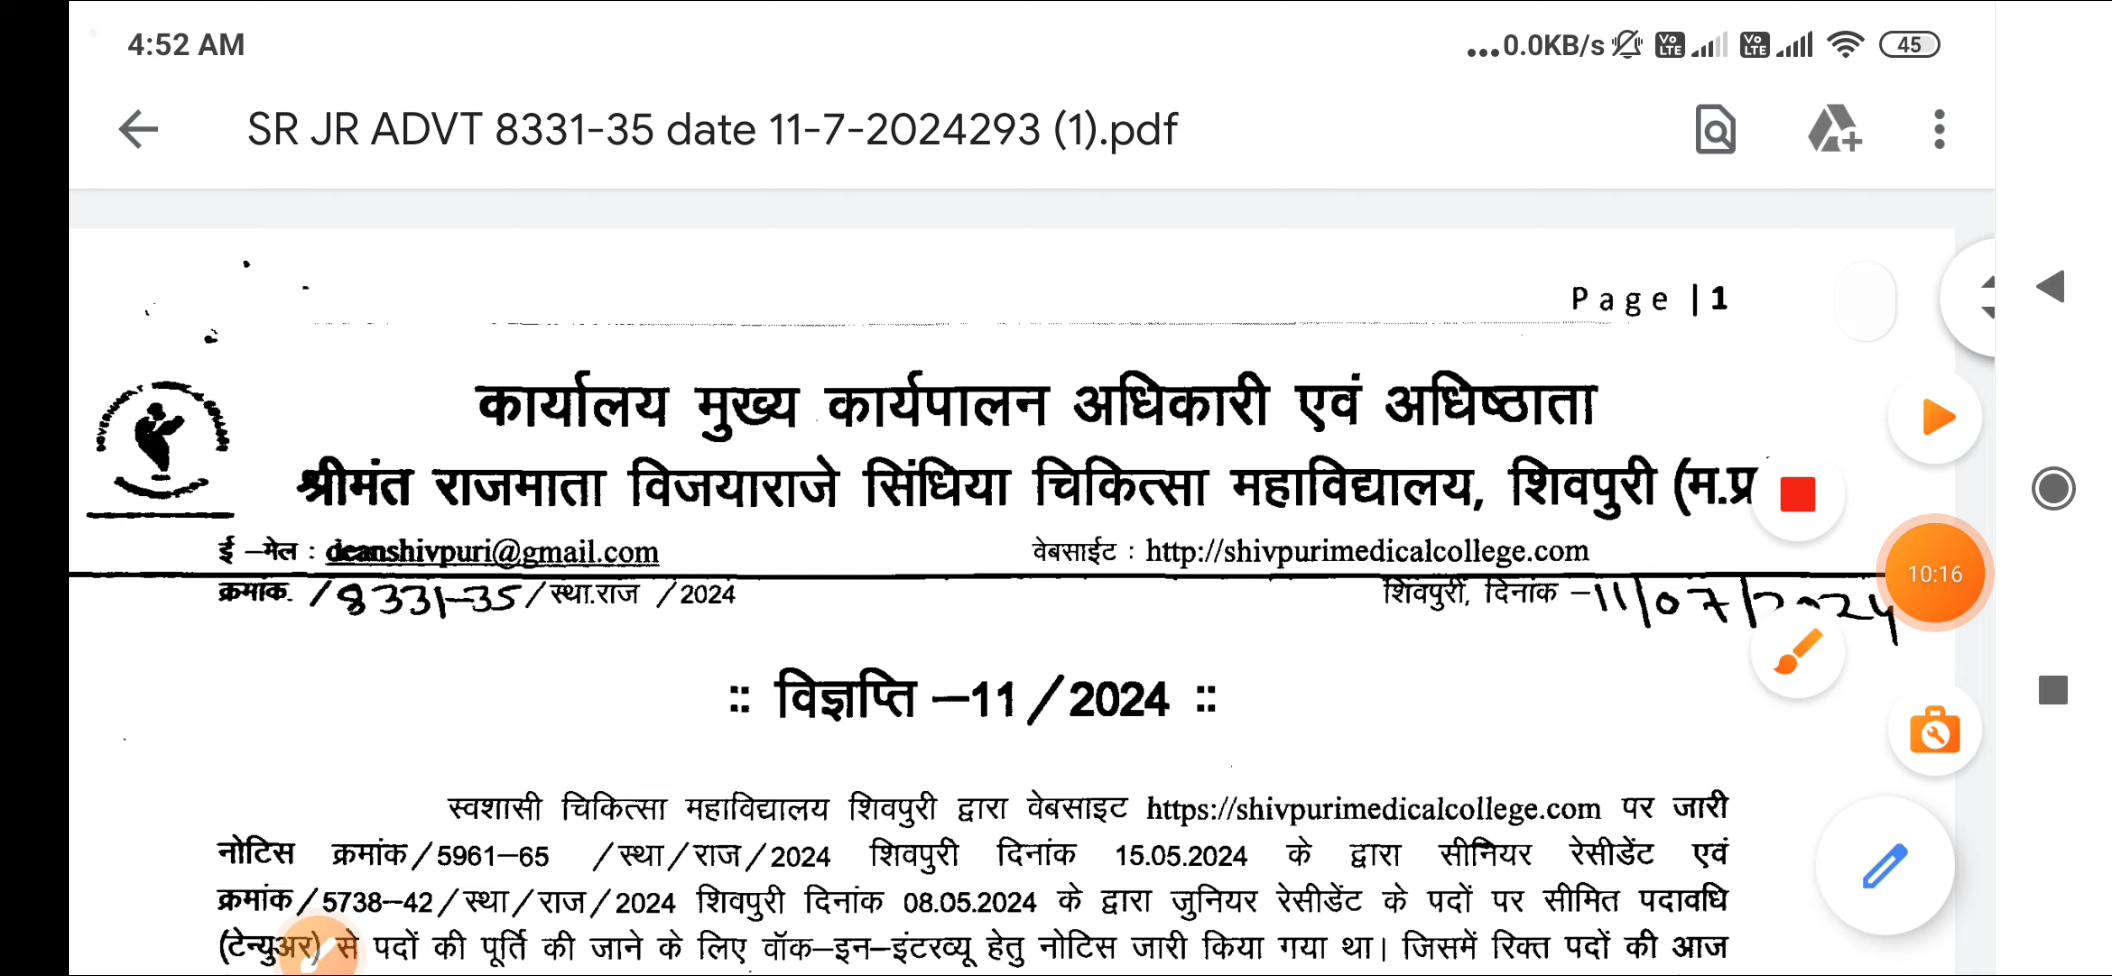 4:52 AM
...0.0KB/s Vo LTE Vo LTE 45
SR JR ADVT 8331-35 date 11-7-2024293 (1).pdf
Page | 1
कार्यालय मुख्य कार्यपालन अधिकारी एवं अधिष्ठाता
श्रीमंत राजमाता विजयाराजे सिंधिया चिकित्सा महाविद्यालय, शिवपुरी (म.प्र
ई –मेल : deanshivpuri@gmail.com वेबसाईट : http://shivpurimedicalcollege.com
क्रमांक. /8331-35/स्था.राज /2024 शिवपुरी, दिनांक –11/07/2024
10:16
:: विज्ञप्ति –11/2024 ::
स्वशासी चिकित्सा महाविद्यालय शिवपुरी द्वारा वेबसाइट https://shivpurimedicalcollege.com पर जारी
नोटिस क्रमांक/5961–65 /स्था/राज/2024 शिवपुरी दिनांक 15.05.2024 के द्वारा सीनियर रेसीडेंट एवं
क्रमांक/5738–42/स्था/राज/2024 शिवपुरी दिनांक 08.05.2024 के द्वारा जुनियर रेसीडेंट के पदों पर सीमित पदावधि
(टेन्युअर) से पदों की पूर्ति की जाने के लिए वॉक–इन–इंटरव्यू हेतु नोटिस जारी किया गया था। जिसमें रिक्त पदों की आज